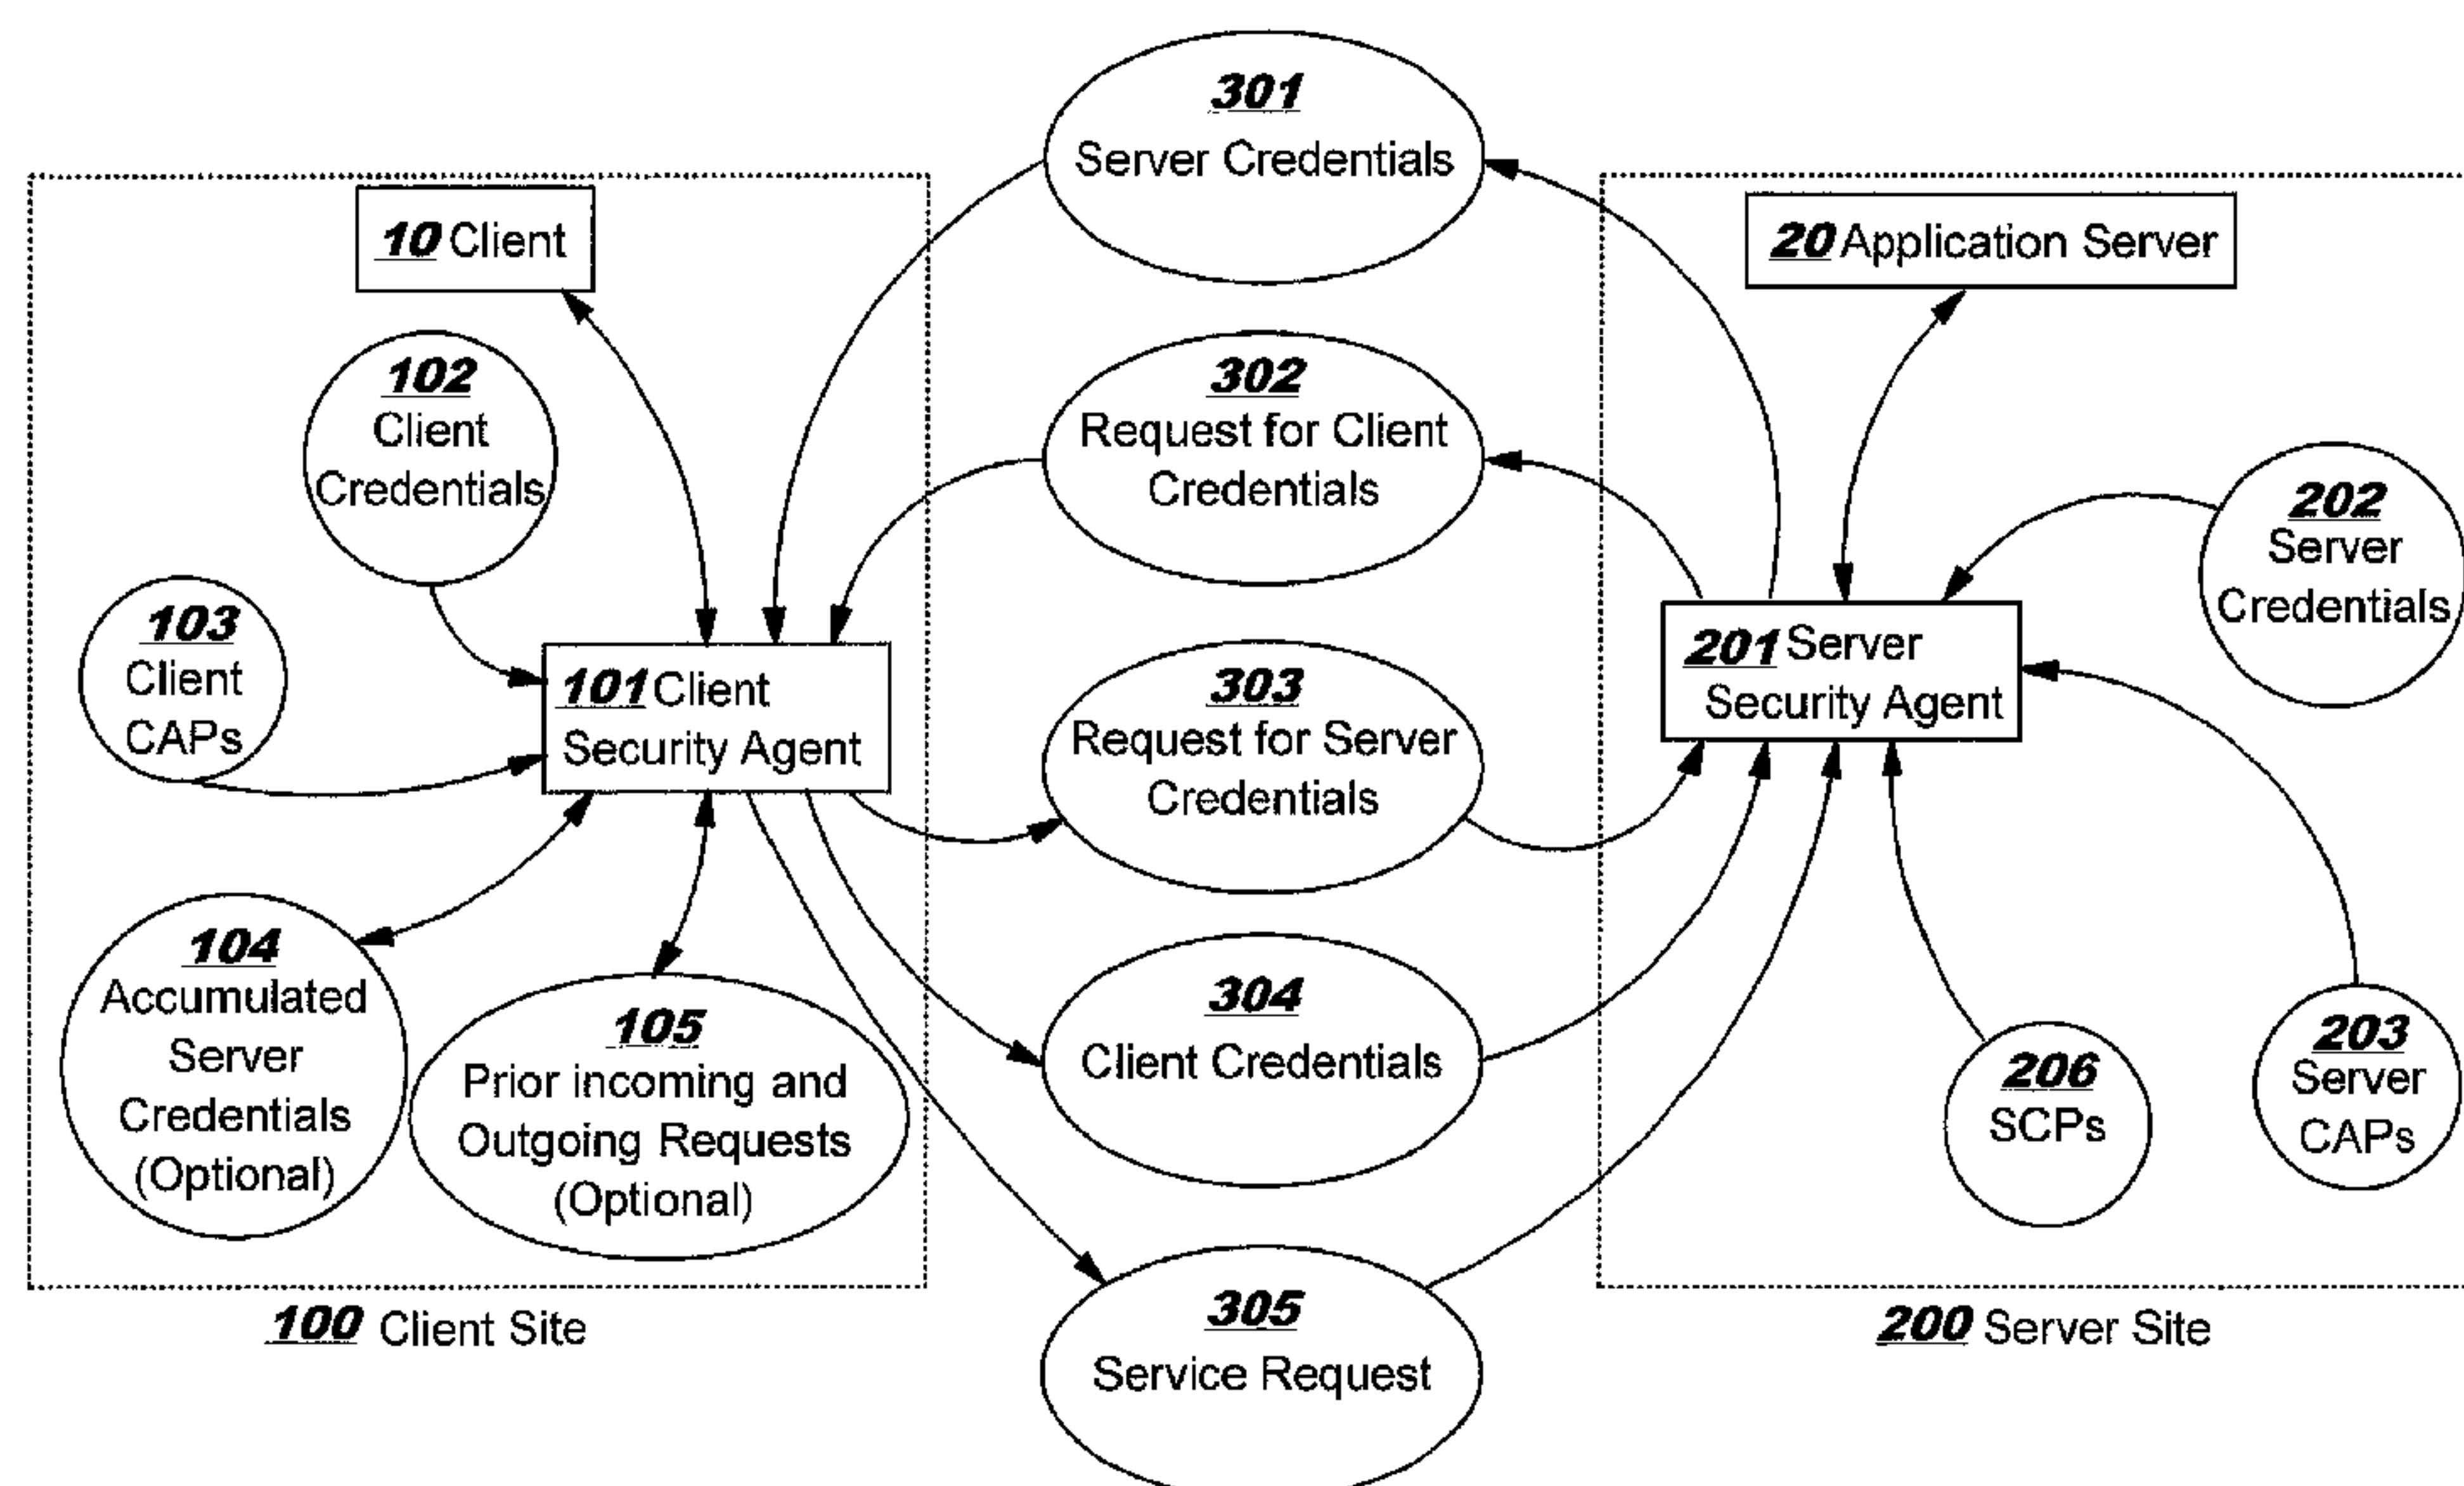 301
Server Credentials
10 Client
20 Application Server
102
Client
Credentials
302
Request for Client
Credentials
202
Server
Credentials
103
Client
CAPs
101 Client
Security Agent
303
Request for Server
Credentials
201 Server
Security Agent
104
Accumulated
Server
Credentials
(Optional)
105
Prior incoming and
Outgoing Requests
(Optional)
304
Client Credentials
206
SCPs
203
Server
CAPs
100 Client Site
305
Service Request
200 Server Site